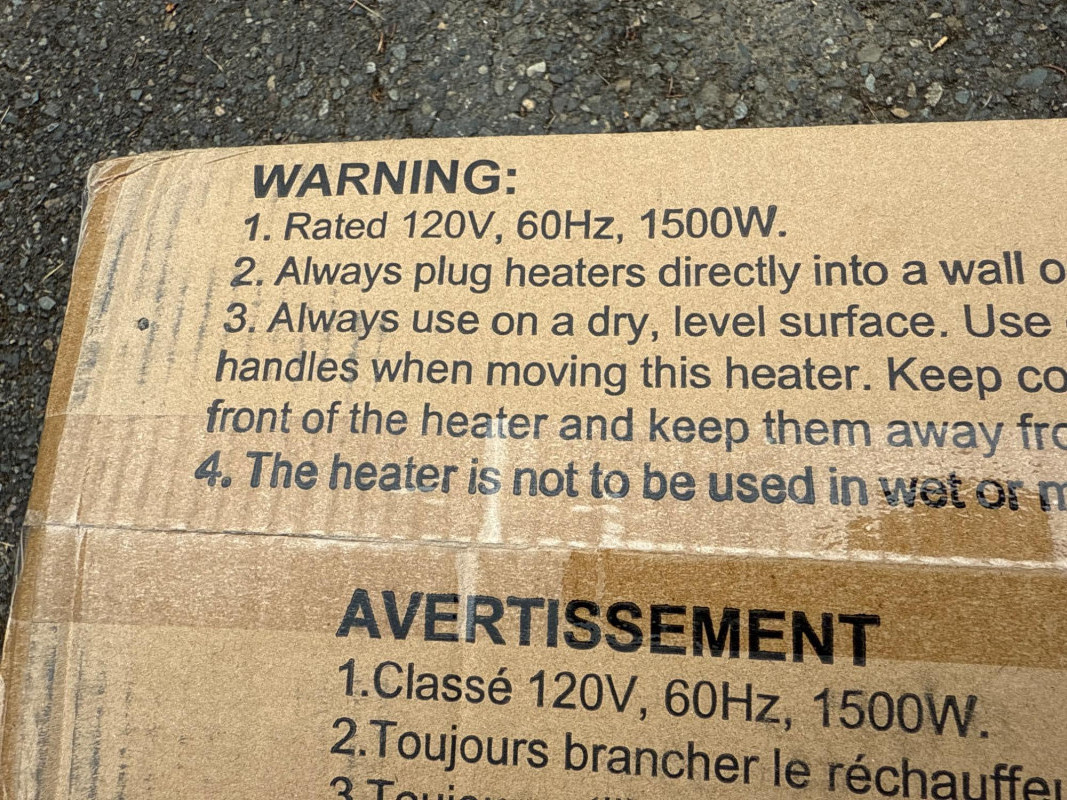 WARNING:
1. Rated 120V, 60Hz, 1500W.
2. Always plug heaters directly into a wall
3. Always use on a dry, level surface. Use
handles when moving this heater. Keep
front of the heater and keep them away
4. The heater is not to be used in wet or
AVERTISSEMENT
1.Classé 120V, 60Hz, 1500W.
2.Toujours brancher le
3.